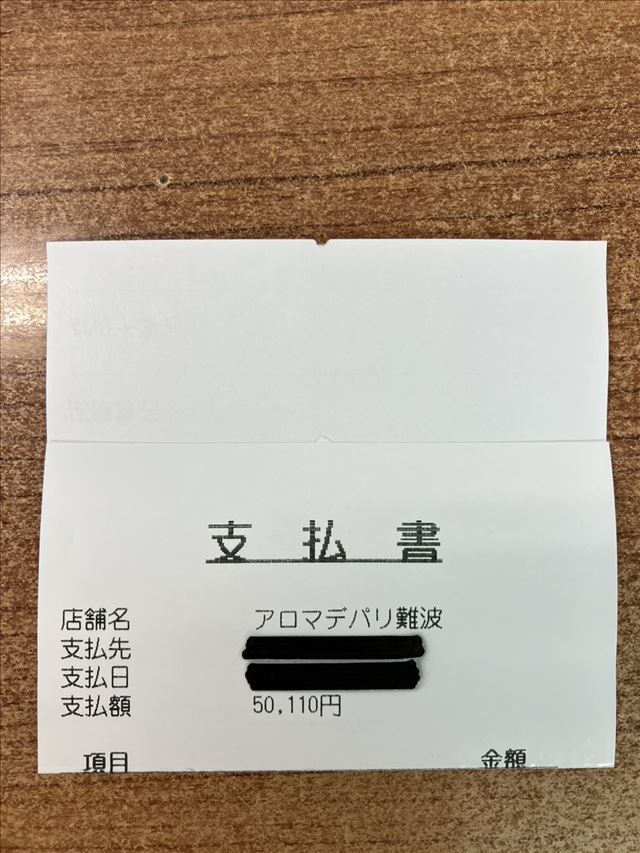 支払書
店舗名 アロマデパリ難波
支払先
支払日
支払額 50,110円
項目 金額